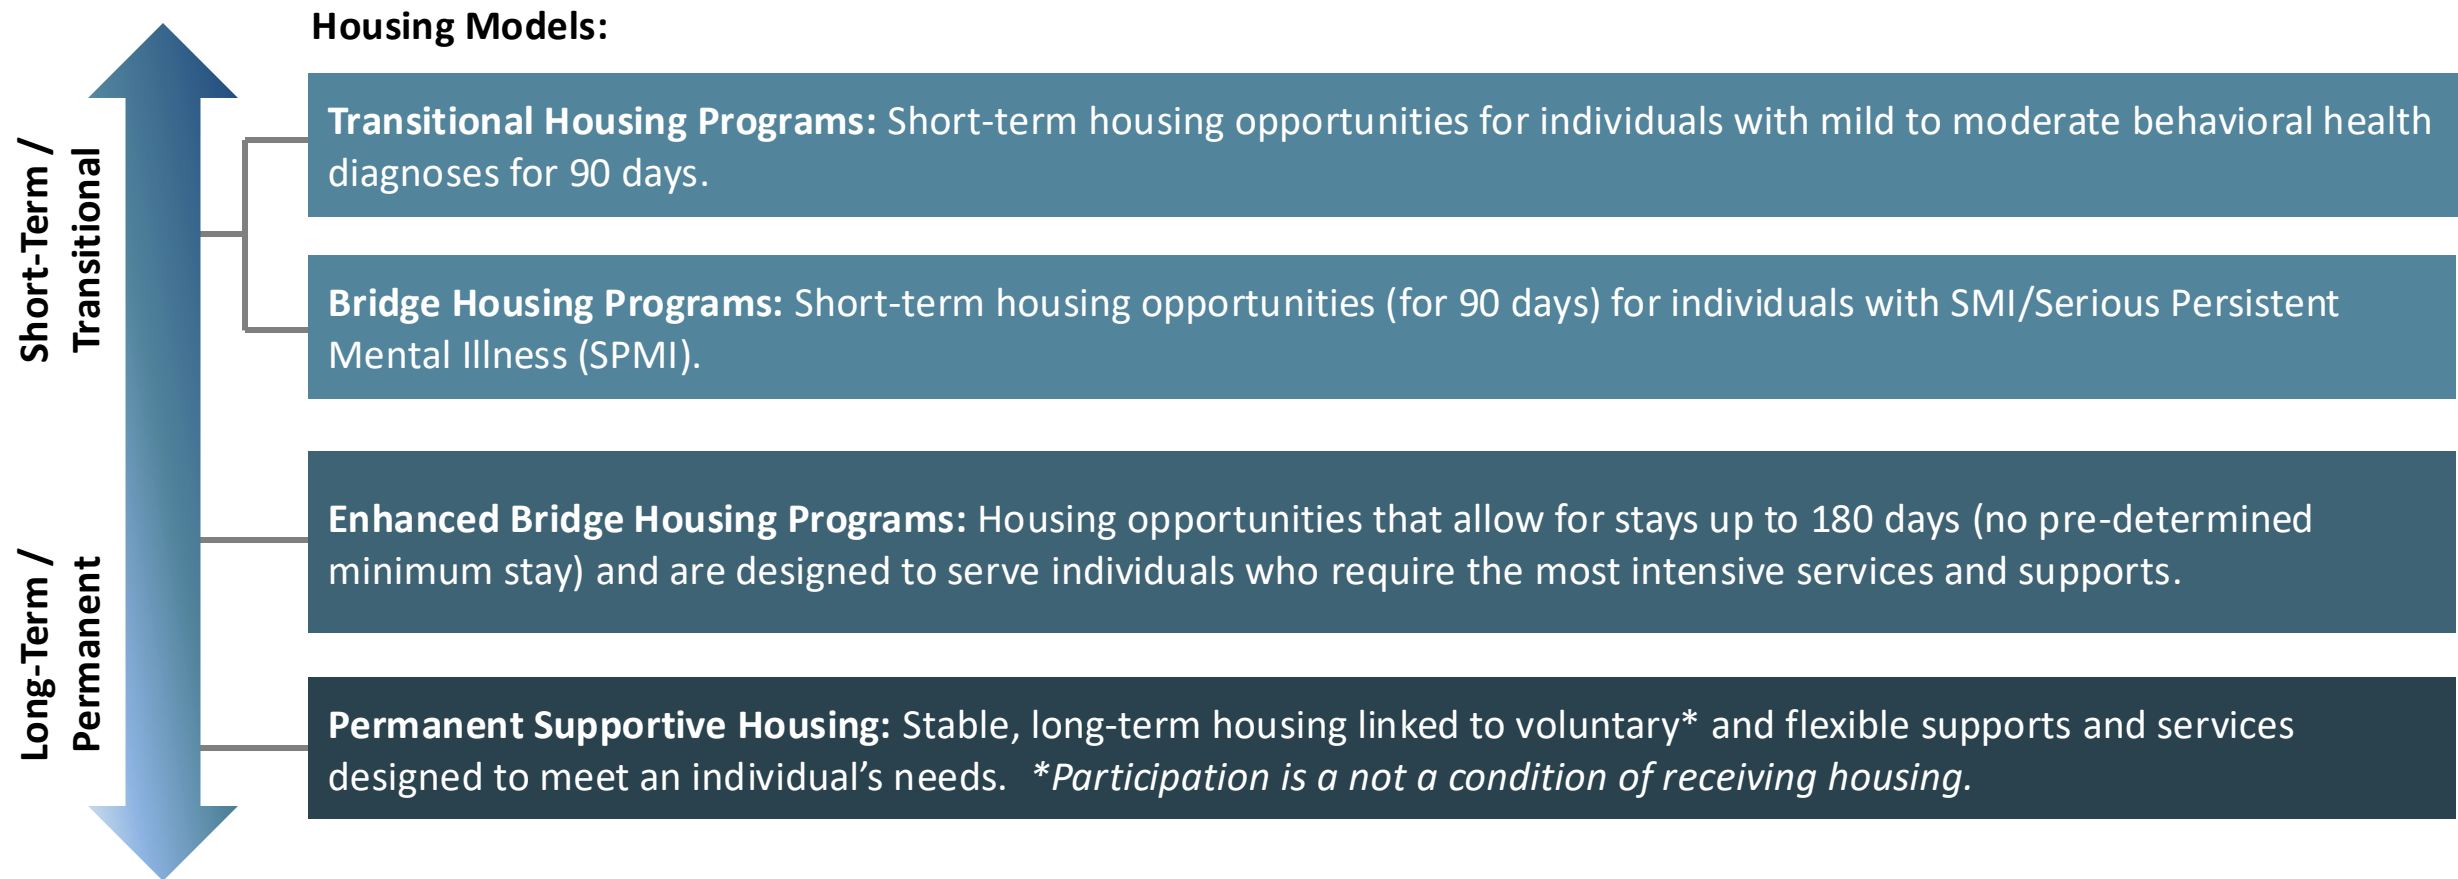 Housing Models:
Short-Term /
Transitional
Transitional Housing Programs: Short-term housing opportunities for individuals with mild to moderate behavioral health
diagnoses for 90 days.
Bridge Housing Programs: Short-term housing opportunities (for 90 days) for individuals with SMI/Serious Persistent
Mental Illness (SPMI).
Long-Term /
Permanent
Enhanced Bridge Housing Programs: Housing opportunities that allow for stays up to 180 days (no pre-determined
minimum stay) and are designed to serve individuals who require the most intensive services and supports.
Permanent Supportive Housing: Stable, long-term housing linked to voluntary* and flexible supports and services
designed to meet an individual’s needs.  *Participation is a not a condition of receiving housing.